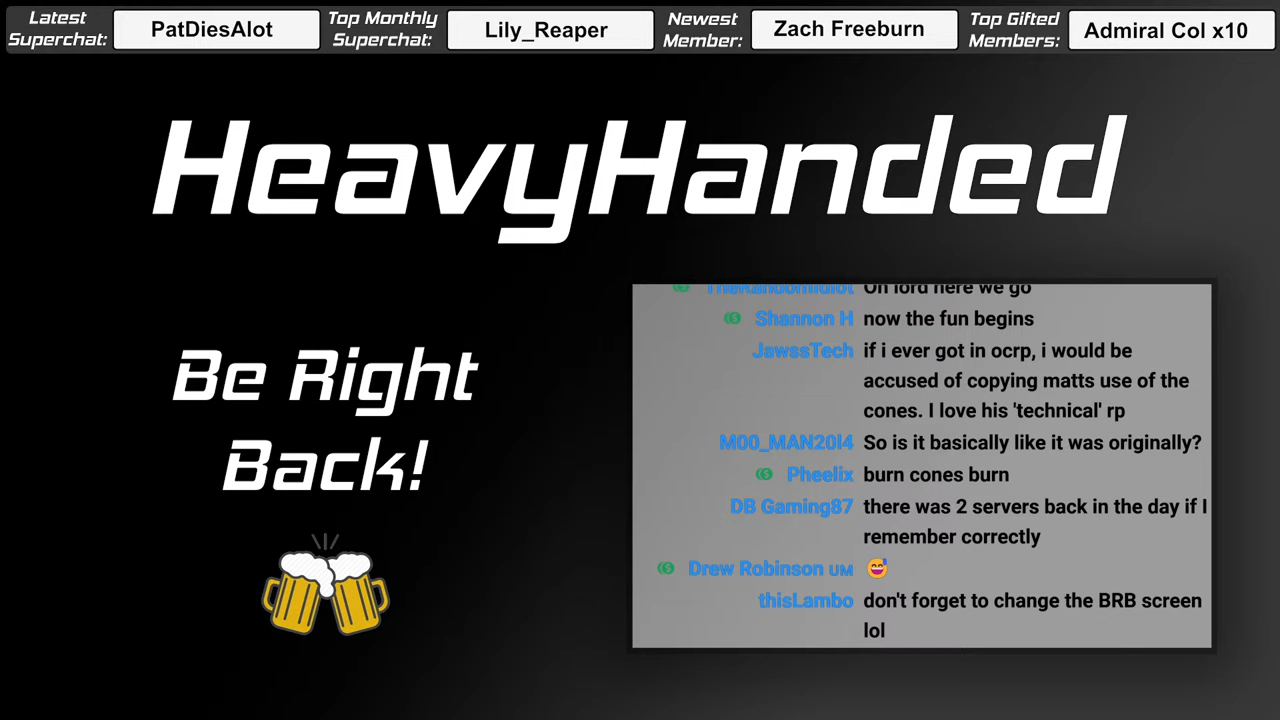 Latest
Superchat:
PatDiesAlot
Top Monthly
Superchat:
Lily_Reaper
Newest
Member:
Zach Freeburn
Top Gifted
Members:
Admiral Col x10
HeavyHanded
Be Right
Back!
TheRandomIdiot Oh lord here we go
Shannon H now the fun begins
JawssTech if i ever got in ocrp, i would be
accused of copying matts use of the
cones. I love his 'technical' rp
M00_MAN20l4 So is it basically like it was originally?
Pheelix burn cones burn
DB Gaming87 there was 2 servers back in the day if I
remember correctly
Drew Robinson UM 😅
thisLambo don't forget to change the BRB screen
lol